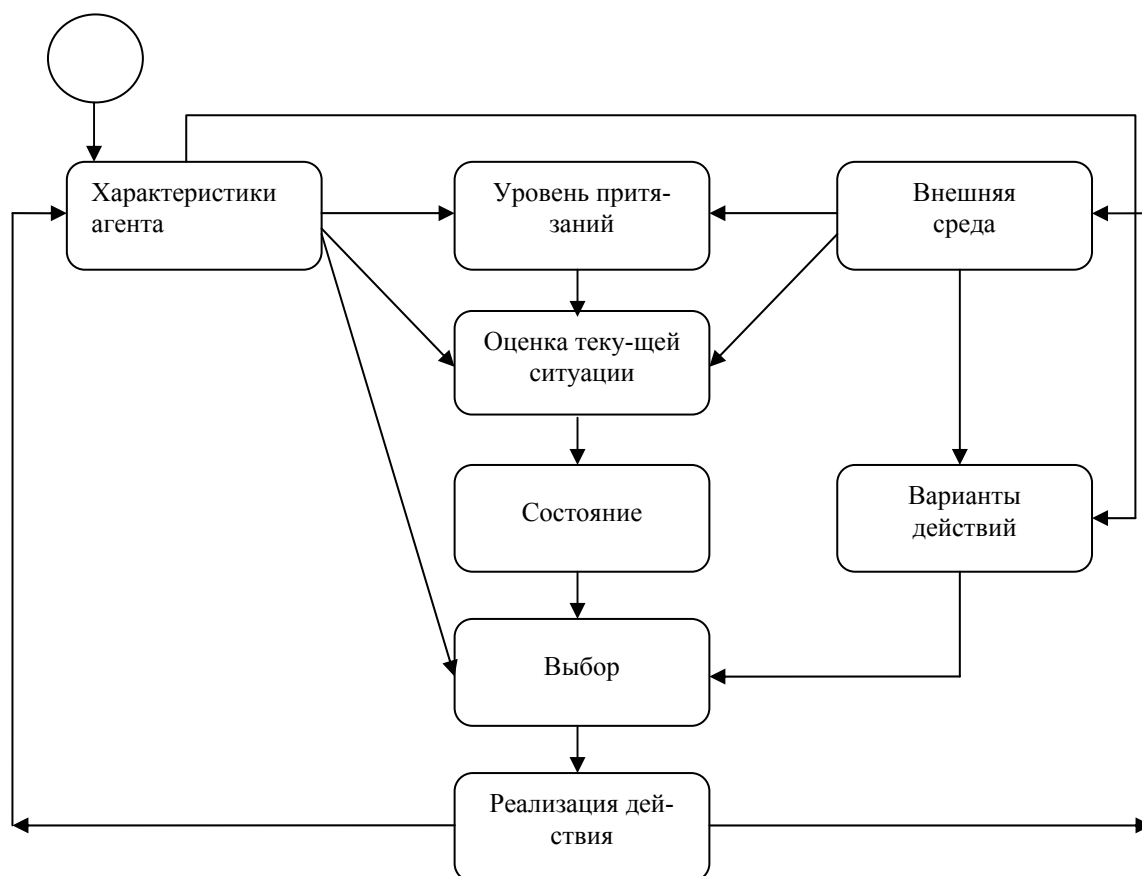 Характеристики
агента
Уровень притя-
заний
Внешняя
среда
Оценка теку-щей
ситуации
Состояние
Варианты
действий
Выбор
Реализация дей-
ствия